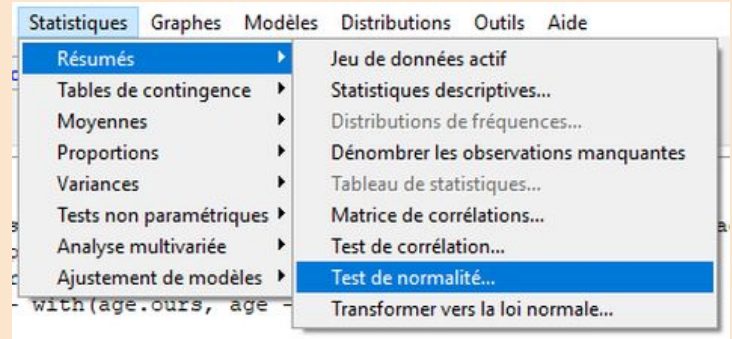 Statistiques Graphes Modèles Distributions Outils Aide
Résumés
Tables de contingence
Moyennes
Proportions
Variances
Tests non paramétriques
Analyse multivariée
Ajustement de modèles
Jeu de données actif
Statistiques descriptives...
Distributions de fréquences...
Dénombrer les observations manquantes
Tableau de statistiques...
Matrice de corrélations...
Test de corrélation...
Test de normalité...
Transformer vers la loi normale...
with(age.ours, age -